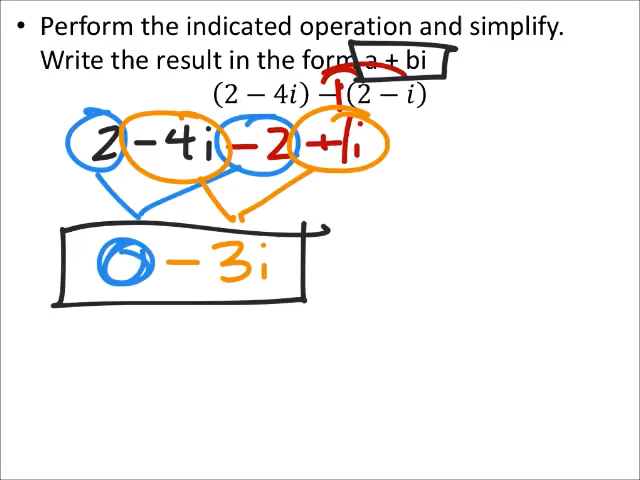 • Perform the indicated operation and simplify.
Write the result in the form a + bi
(2 − 4i) − (2 − i)
2 − 4i − 2 + 1i
0 − 3i